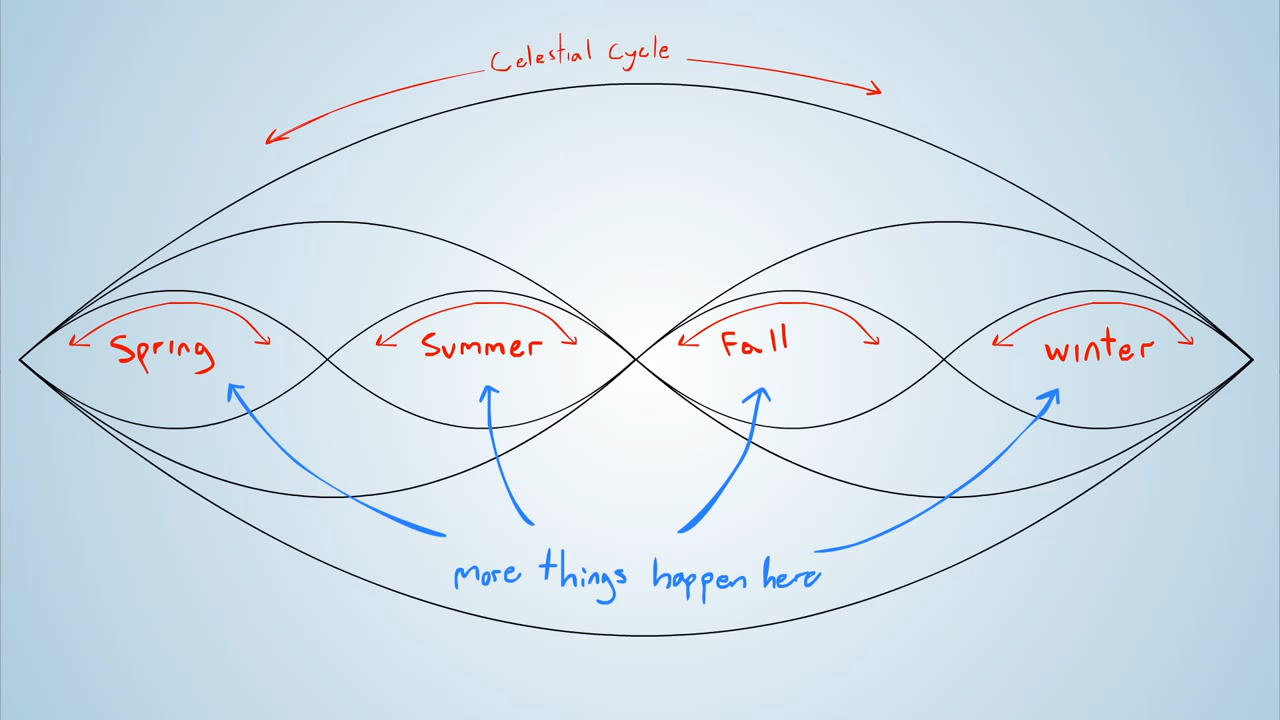 Celestial Cycle
Spring
Summer
Fall
winter
more things happen here